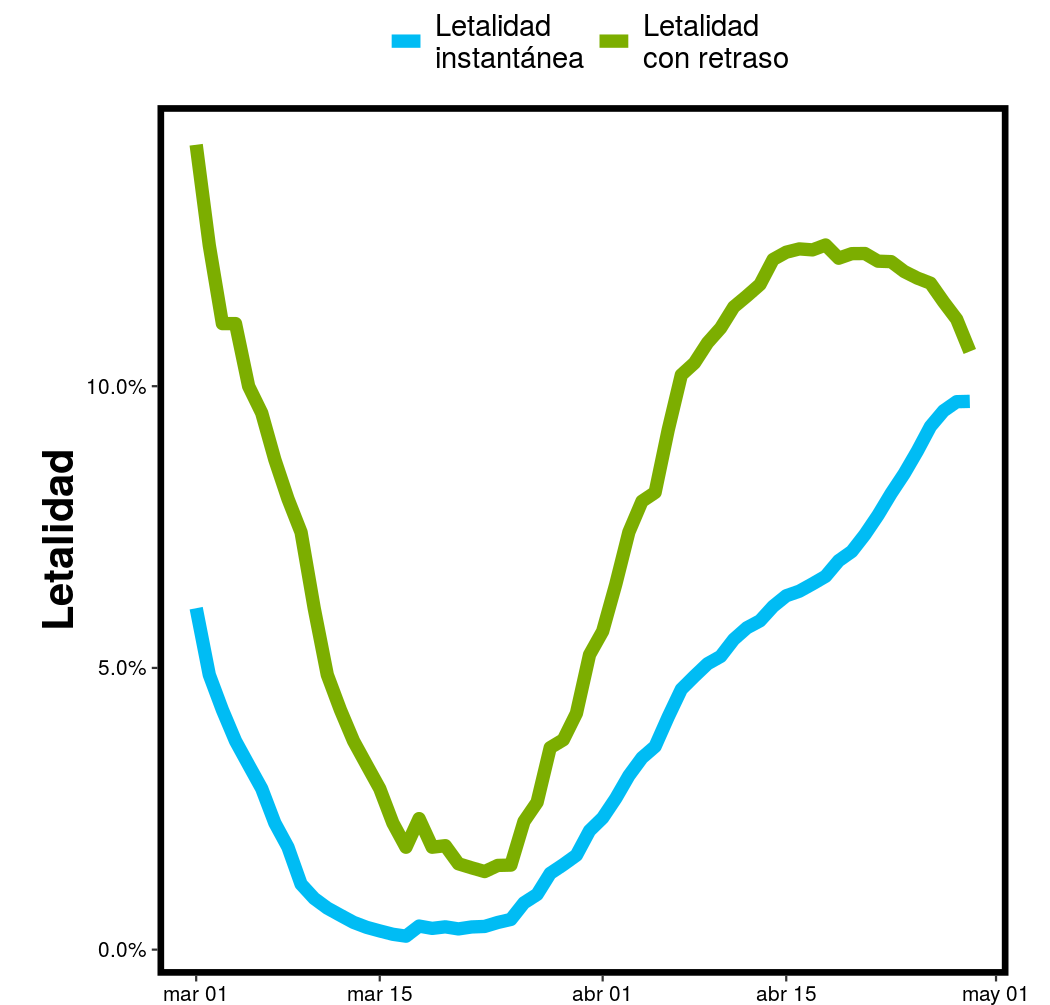 Letalidad
instantánea
Letalidad
con retraso
Letalidad
10.0%
5.0%
0.0%
mar 01
mar 15
abr 01
abr 15
may 01